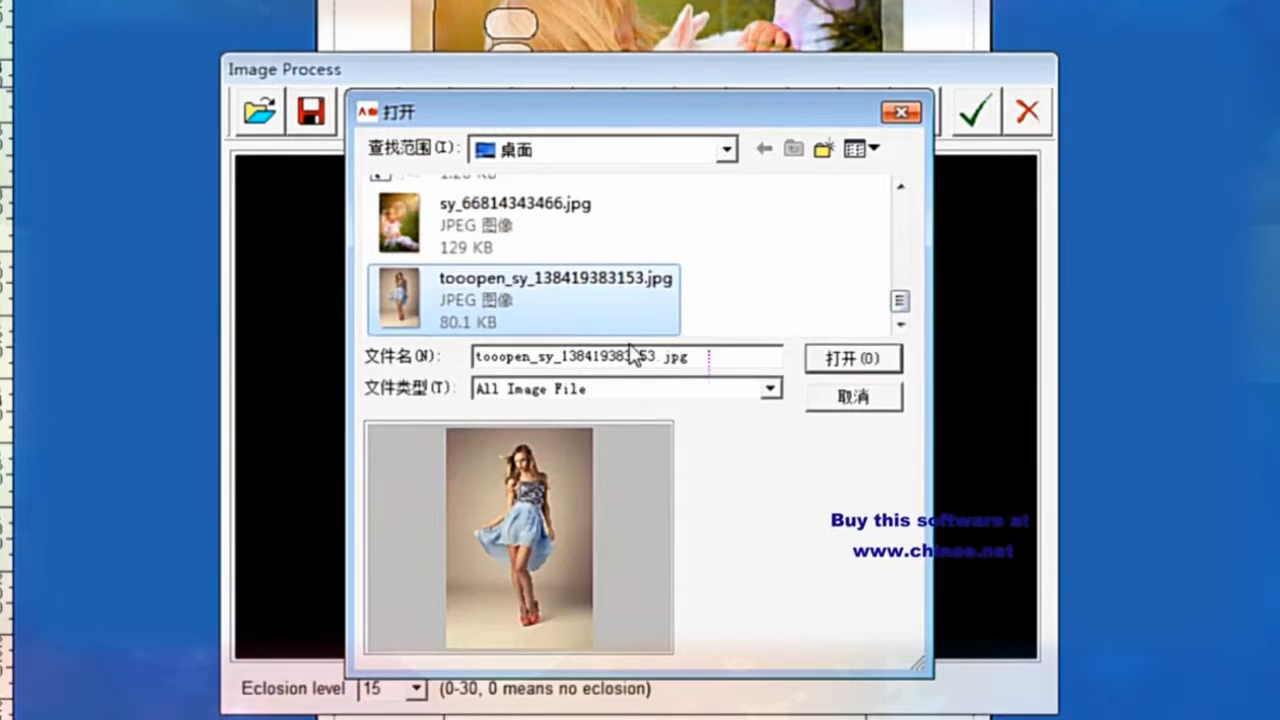 Image Process
打开
查找范围(I):
桌面
sy_66814343466.jpg
JPEG 图像
129 KB
tooopen_sy_138419383153.jpg
JPEG 图像
80.1 KB
文件名(N):
tooopen_sy_138419383153.jpg
打开(O)
文件类型(T):
All Image File
取消
Buy this software at
www.chinee.net
Eclosion level
15
(0-30, 0 means no eclosion)